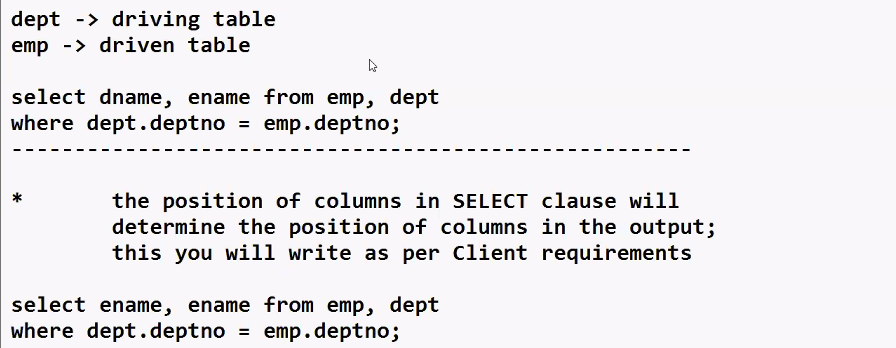 dept -> driving table
emp -> driven table
select dname, ename from emp, dept
where dept.deptno = emp.deptno;
------------------------------------------------------
* the position of columns in SELECT clause will
determine the position of columns in the output;
this you will write as per Client requirements
select ename, ename from emp, dept
where dept.deptno = emp.deptno;